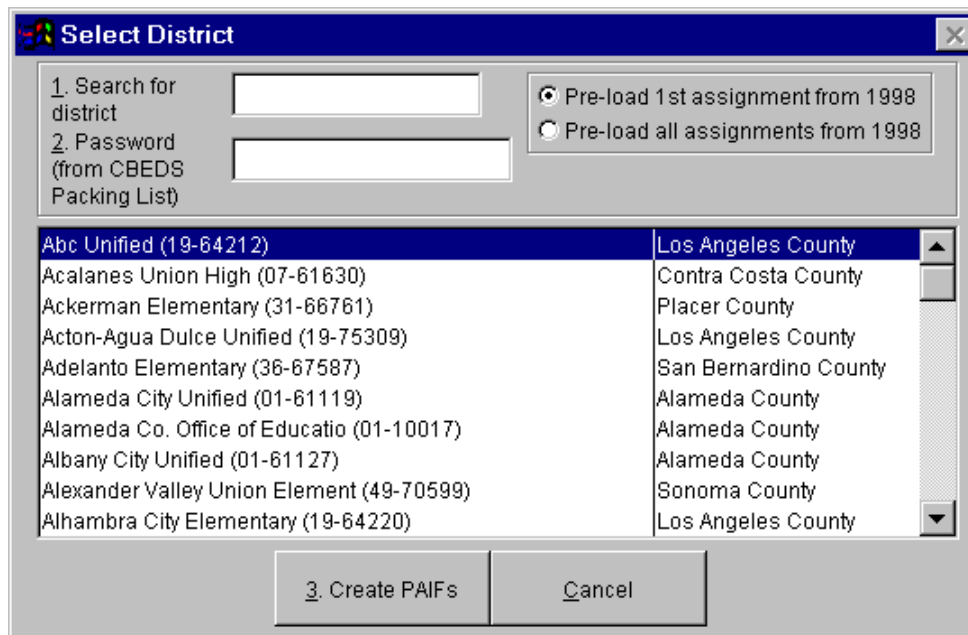 Select District
1. Search for
district
2. Password
(from CBEDS
Packing List)
Pre-load 1st assignment from 1998
Pre-load all assignments from 1998
Abc Unified (19-64212) Los Angeles County
Acalanes Union High (07-61630) Contra Costa County
Ackerman Elementary (31-66761) Placer County
Acton-Agua Dulce Unified (19-75309) Los Angeles County
Adelanto Elementary (36-67587) San Bernardino County
Alameda City Unified (01-61119) Alameda County
Alameda Co. Office of Educatio (01-10017) Alameda County
Albany City Unified (01-61127) Alameda County
Alexander Valley Union Element (49-70599) Sonoma County
Alhambra City Elementary (19-64220) Los Angeles County
3. Create PAIFs
Cancel